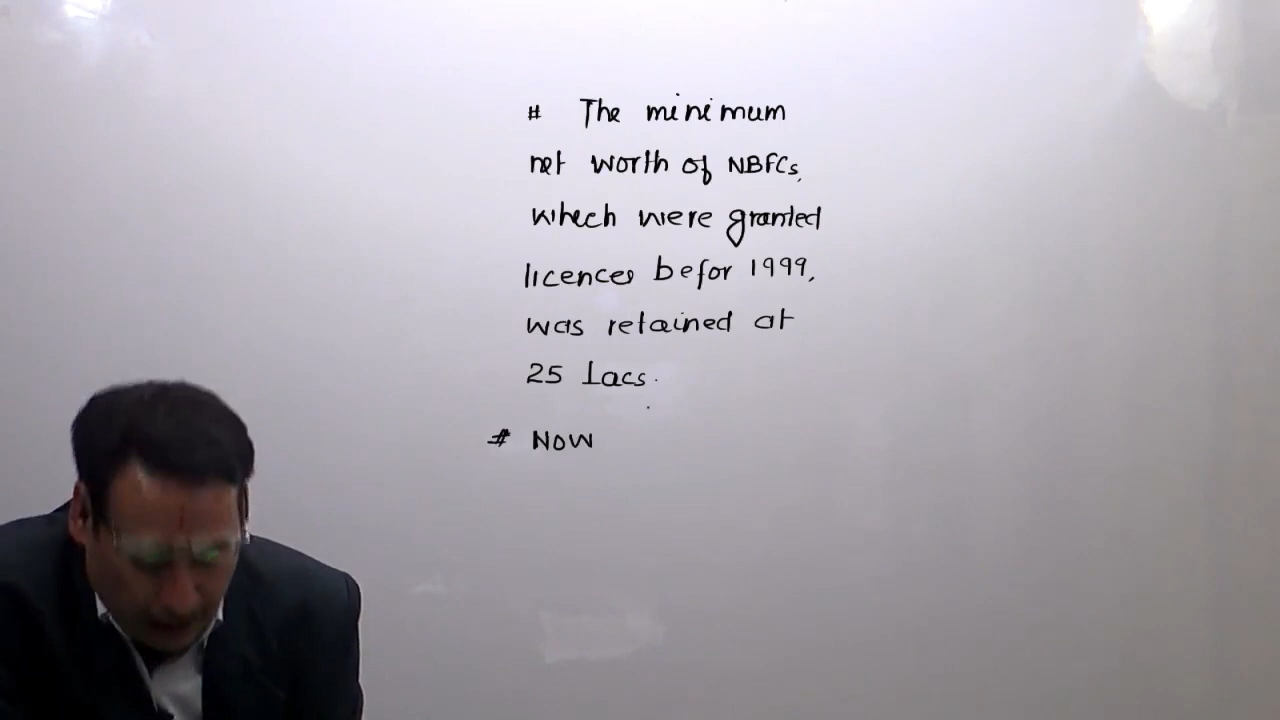 # The minimum
net worth of NBFCs,
which were granted
licences befor 1999,
was retained at
25 lacs.
# Now